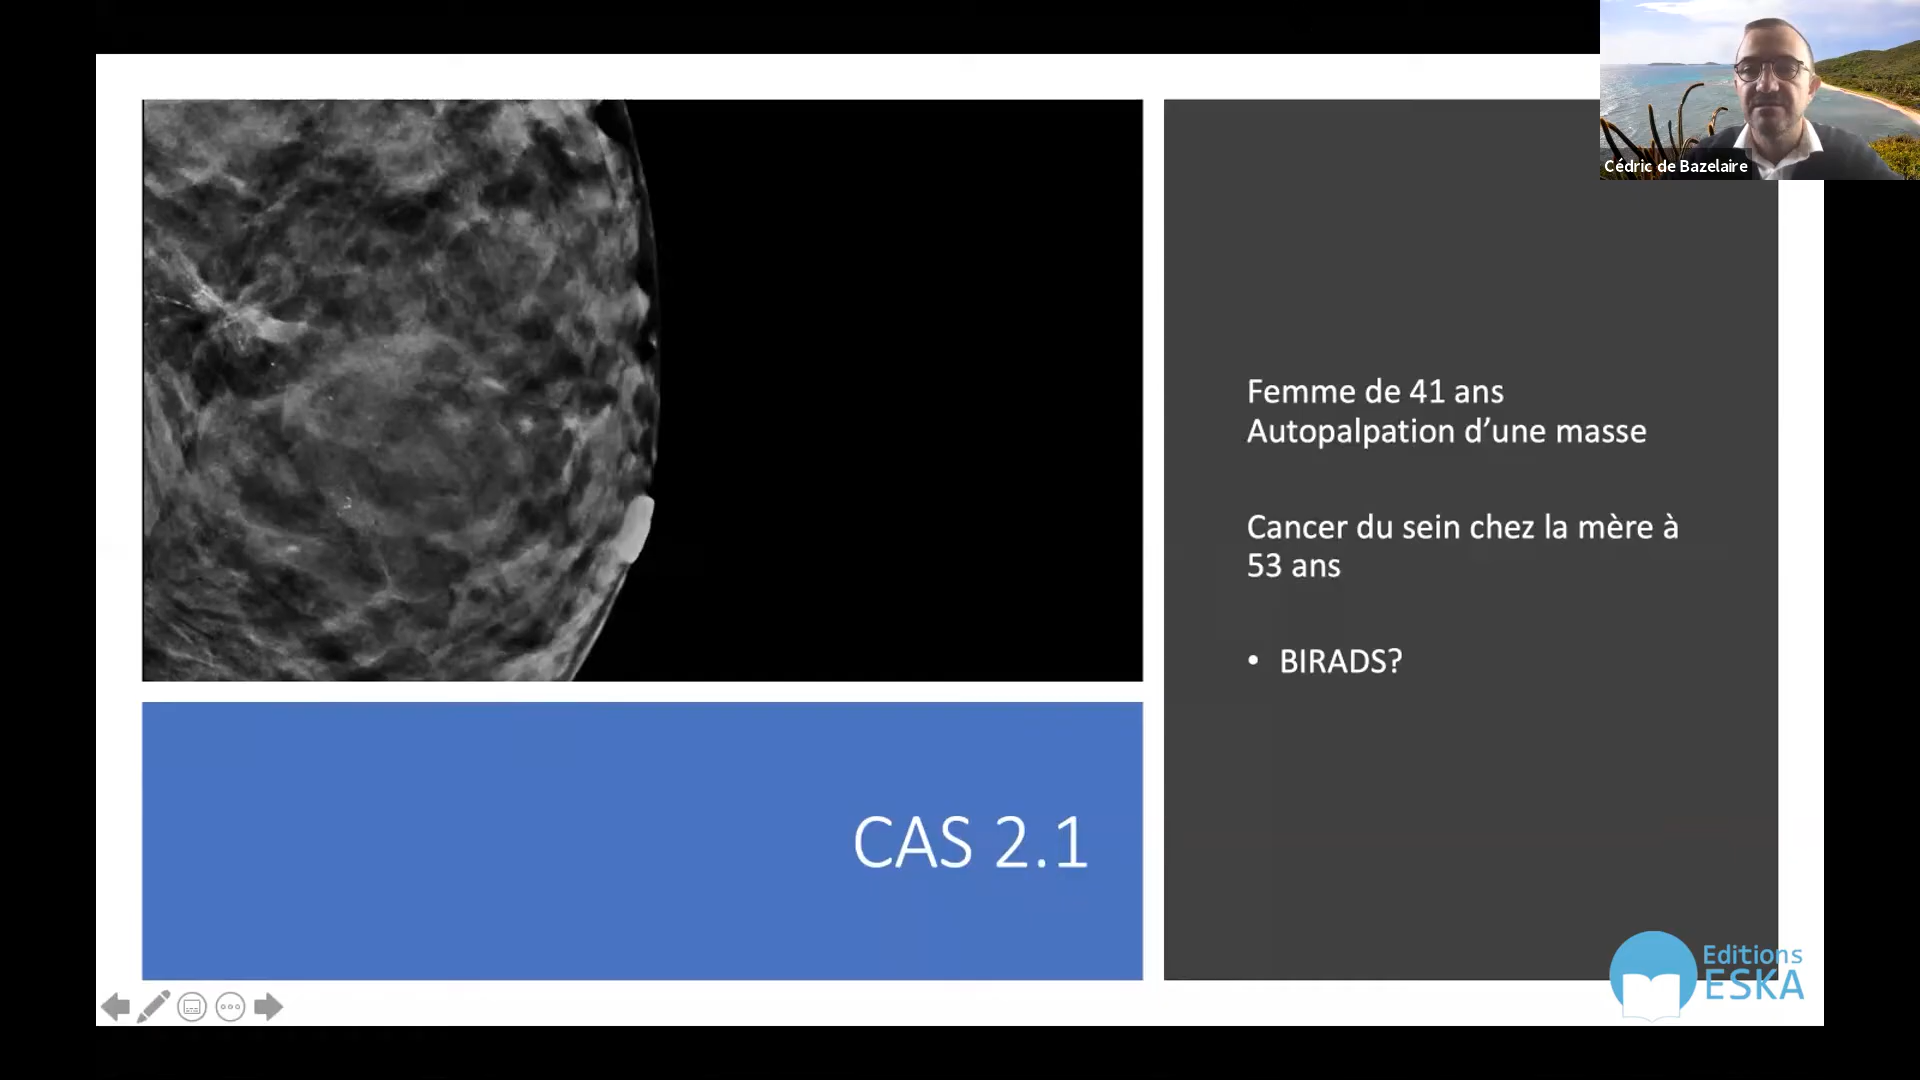 Cédric de Bazelaire
Femme de 41 ans
Autopalpation d’une masse
Cancer du sein chez la mère à
53 ans
• BIRADS?
CAS 2.1
Editions
ESKA